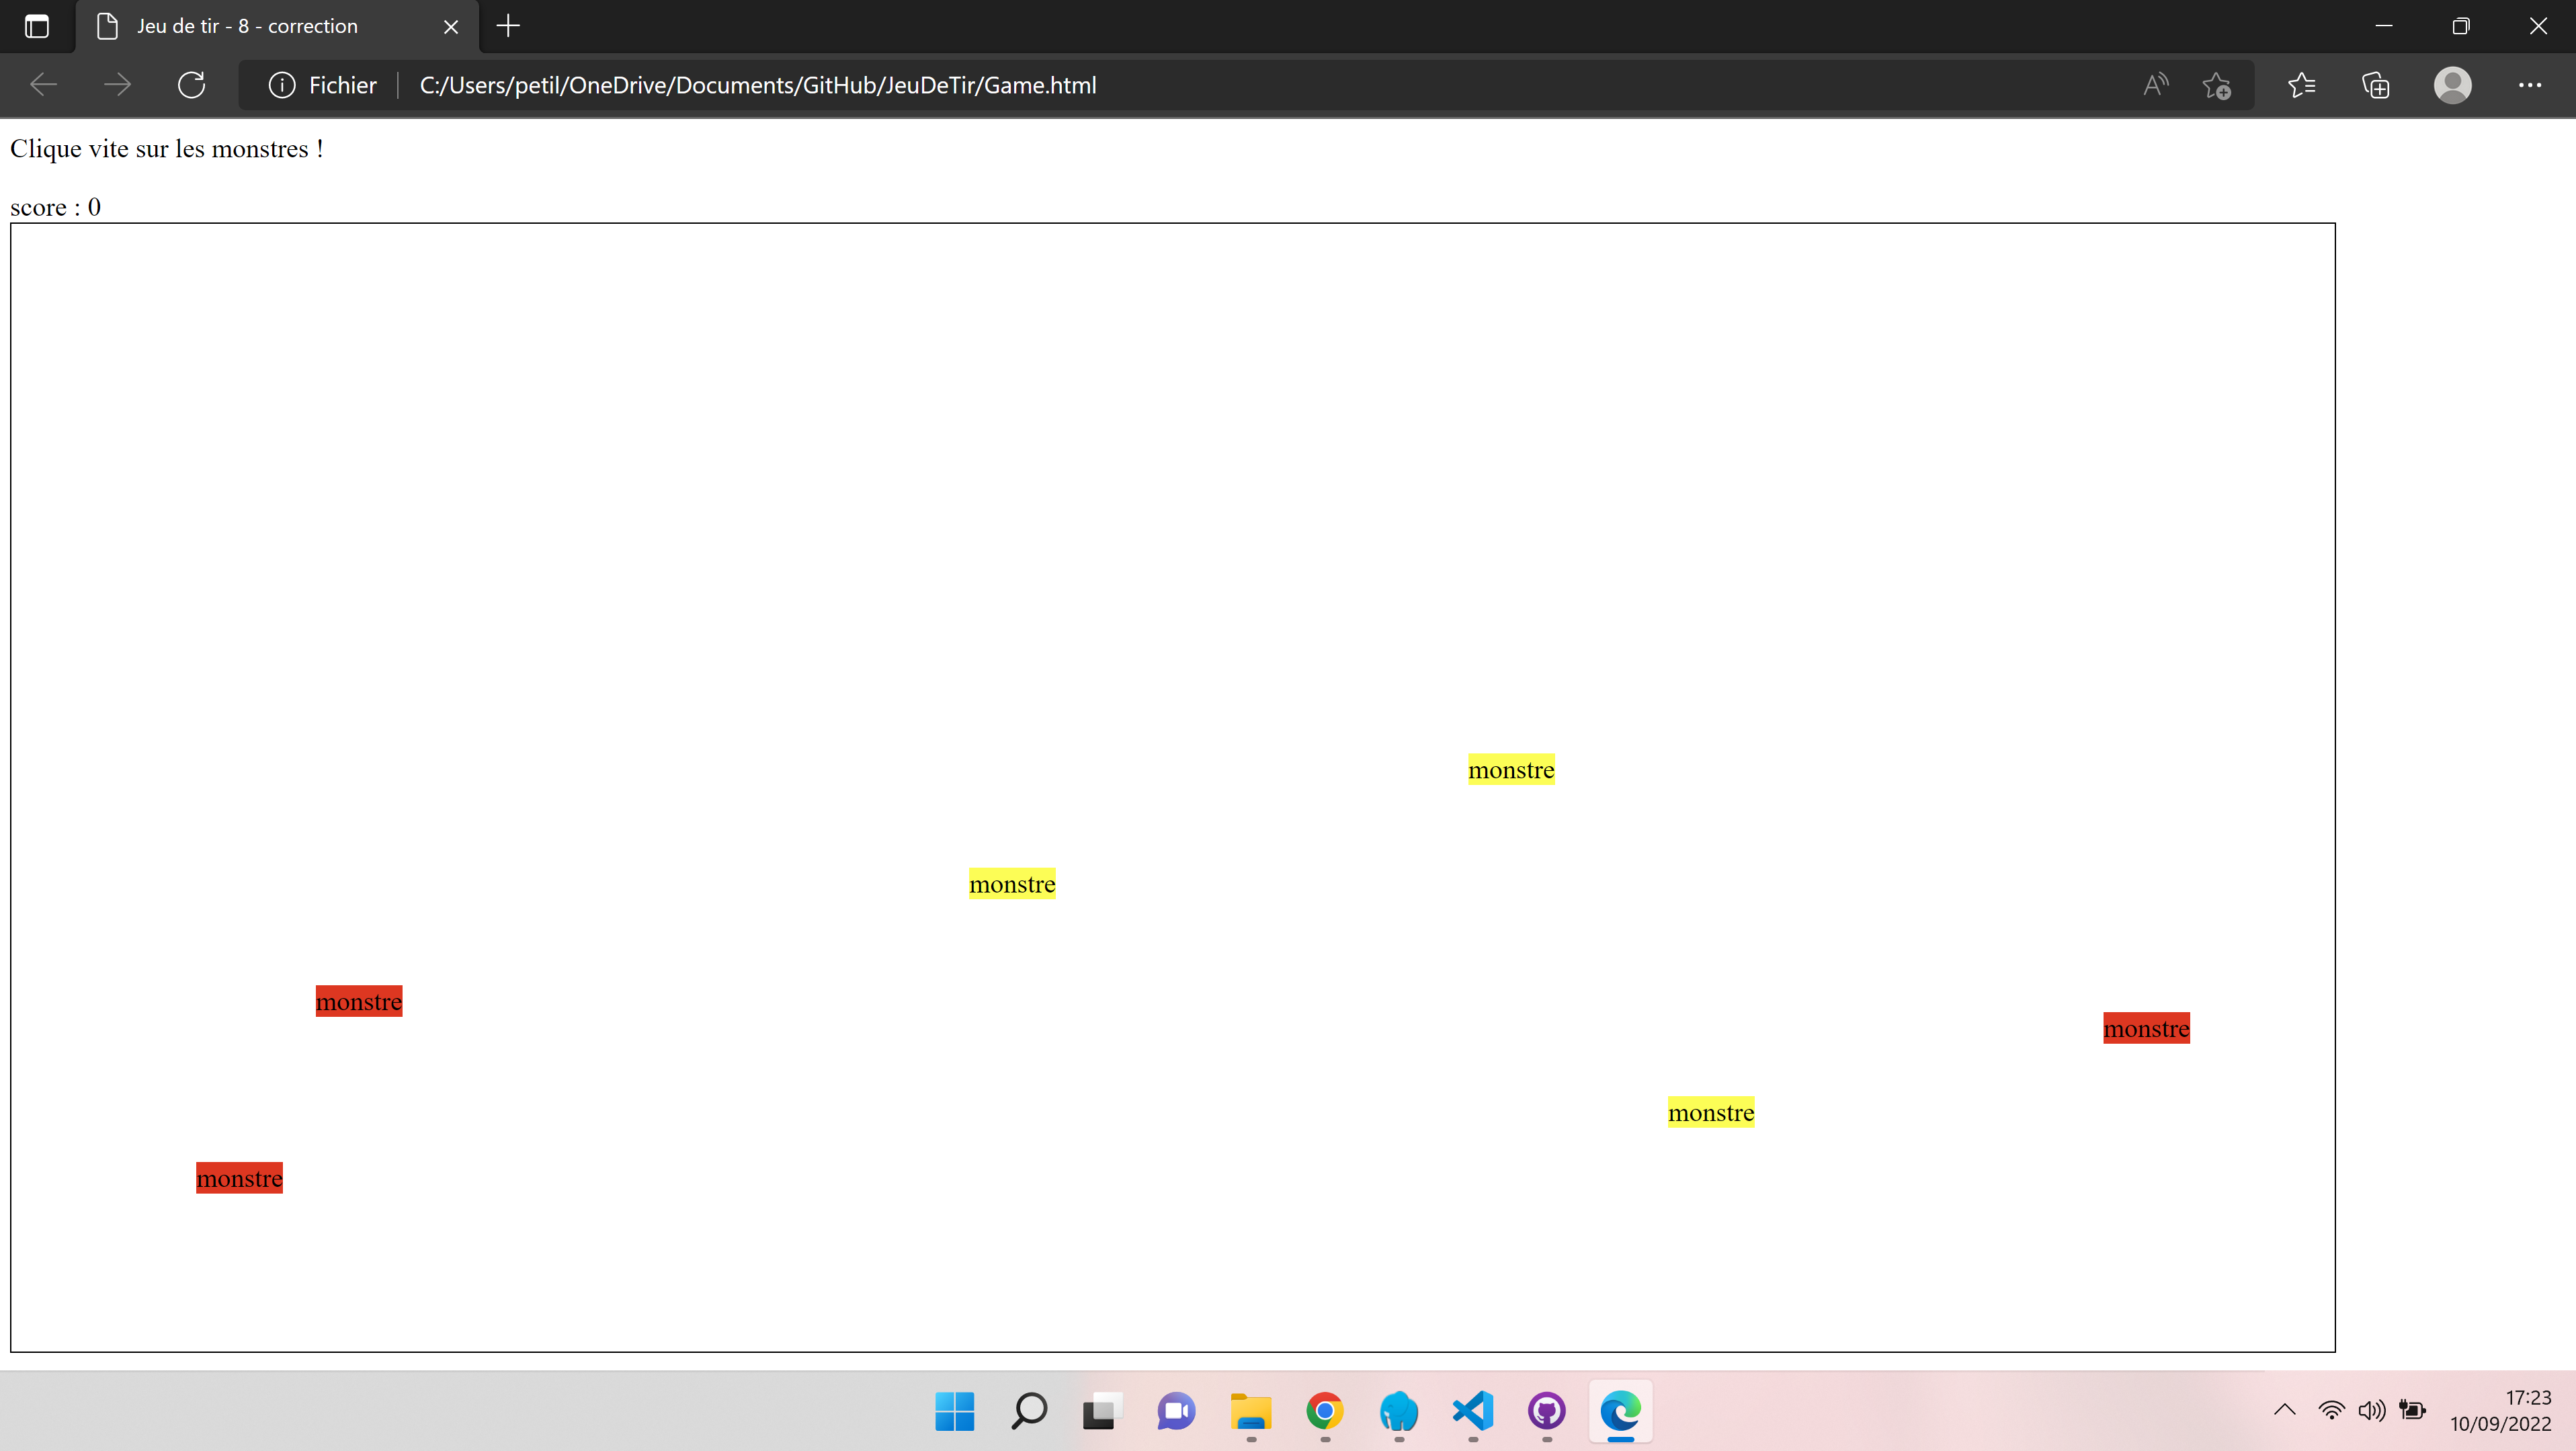 Jeu de tir - 8 - correction
Fichier C:/Users/petil/OneDrive/Documents/GitHub/JeuDeTir/Game.html
Clique vite sur les monstres !
score : 0
monstre
monstre
monstre
monstre
monstre
monstre
17:23
10/09/2022